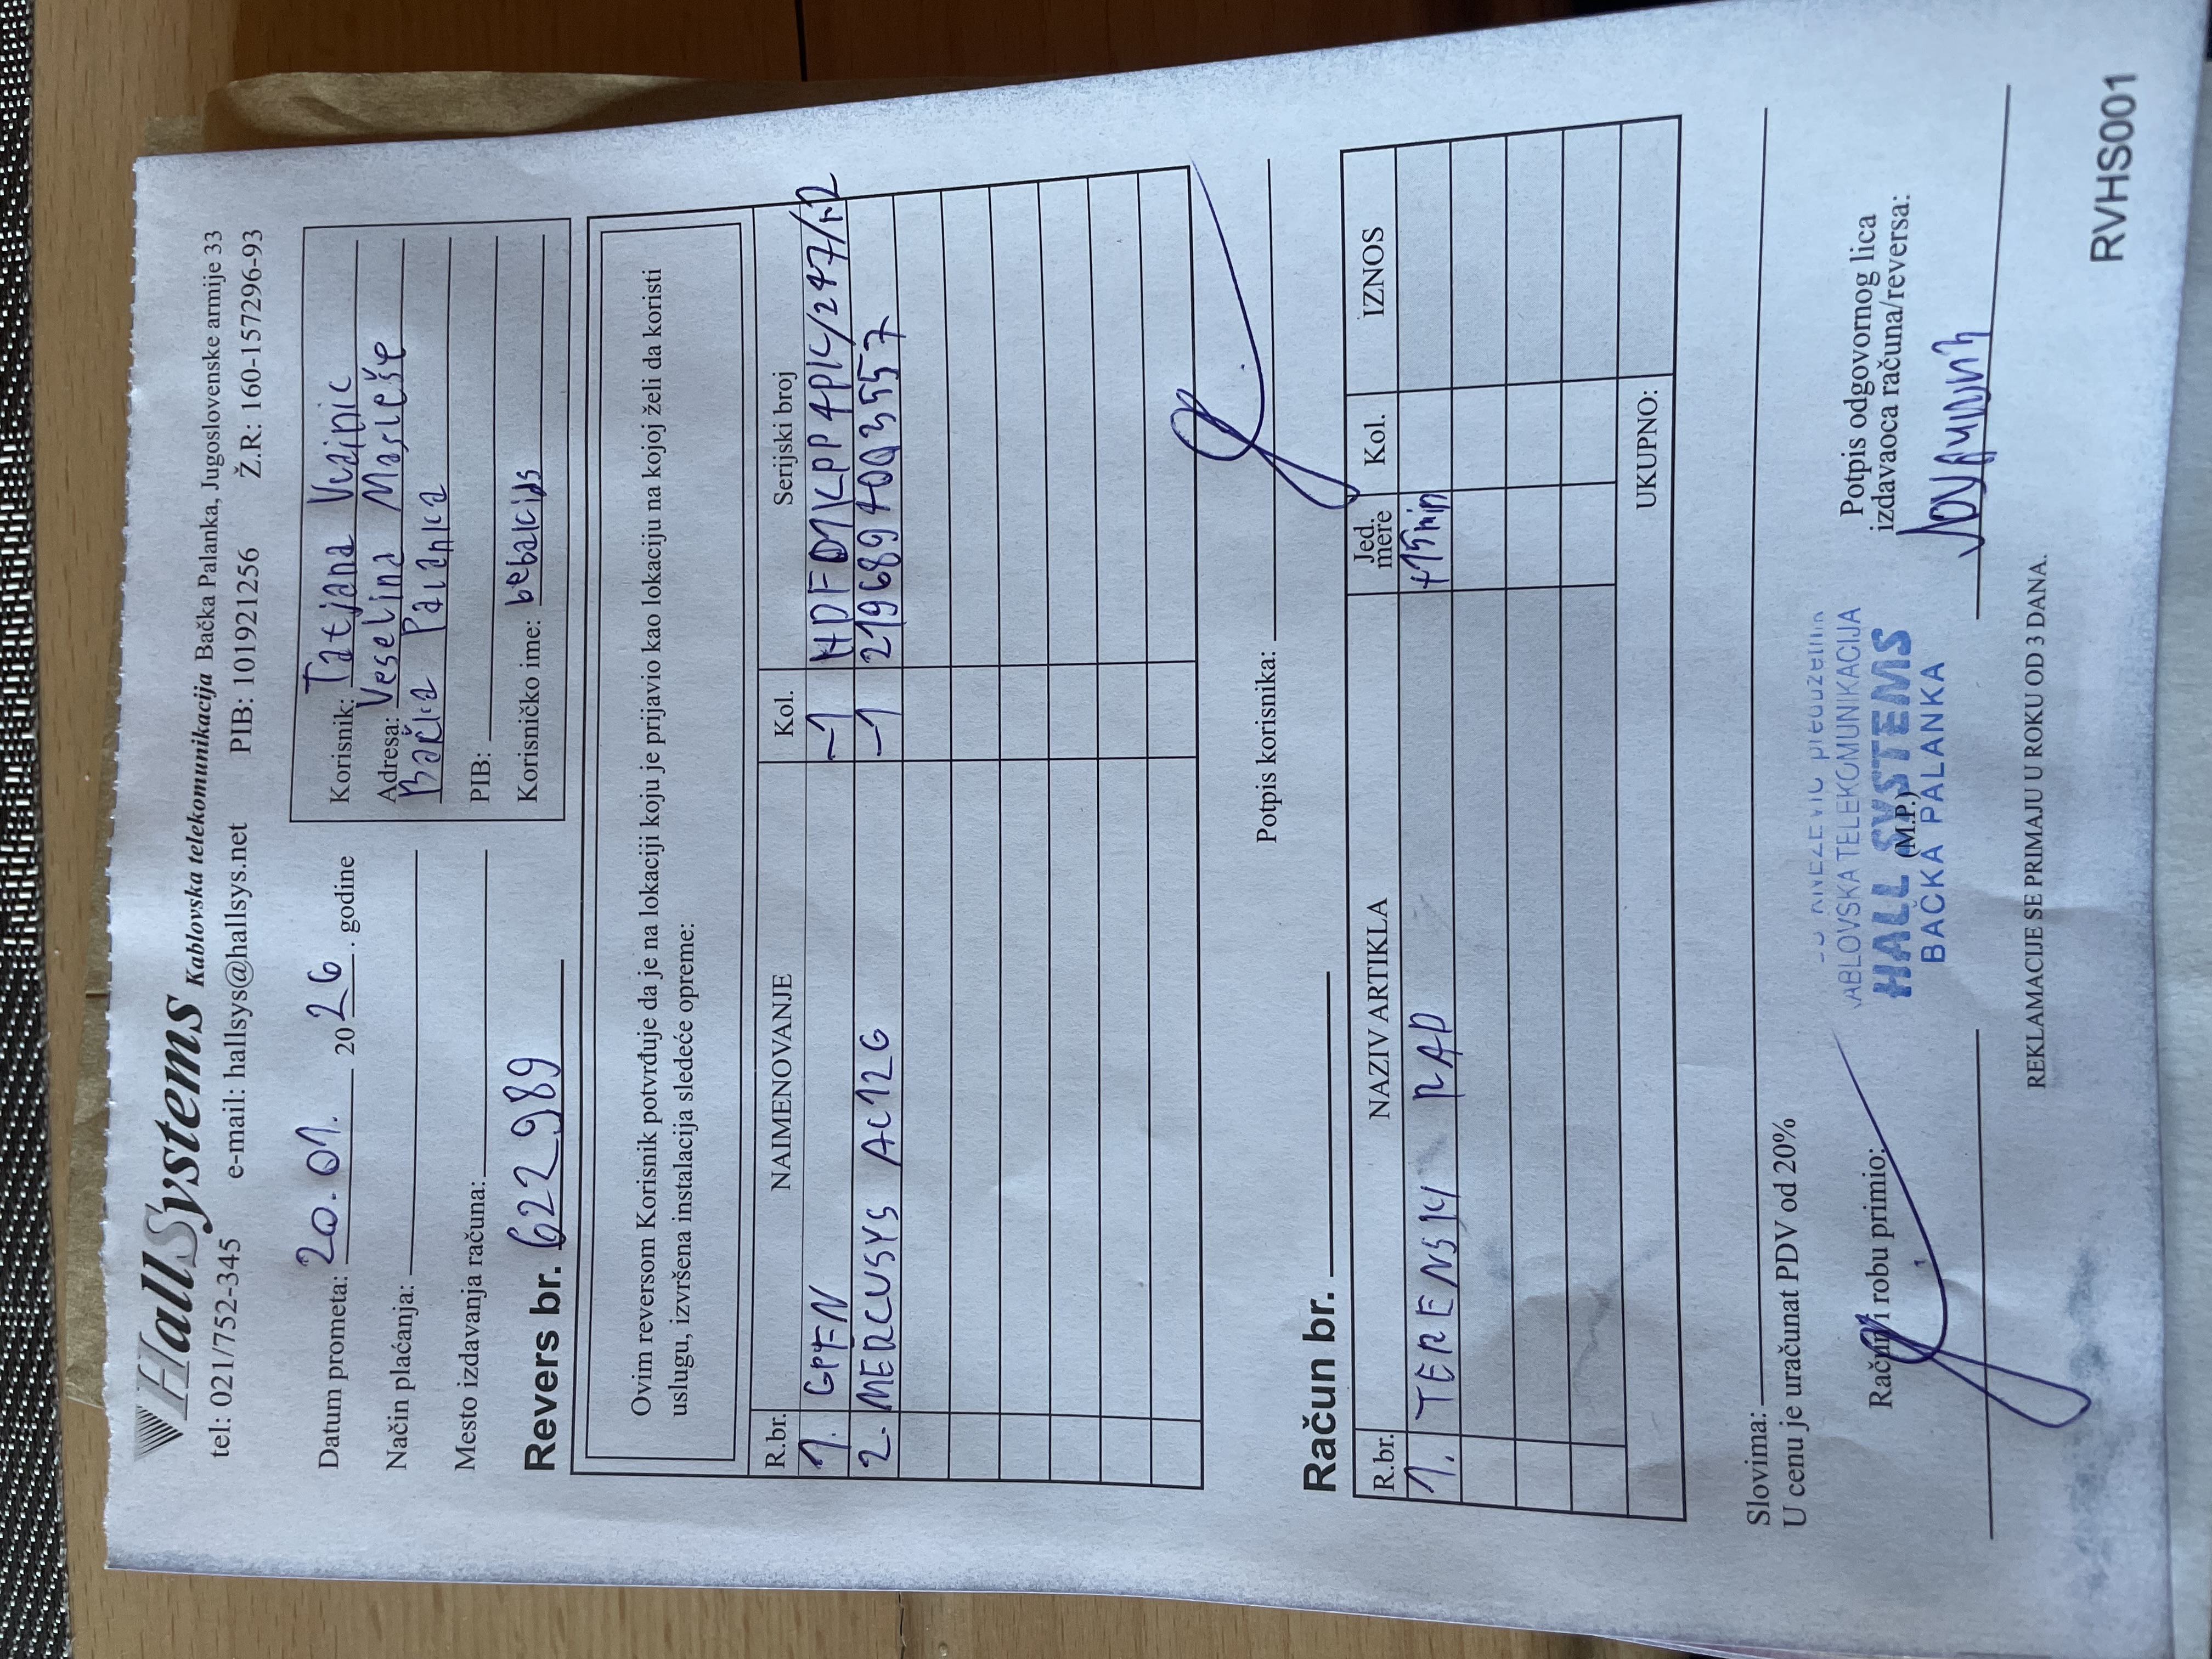 HallSystems Kablovska telekomunikacija Bačka Palanka, Jugoslovenske armije 33
tel: 021/752-345 e-mail: hallsys@hallsys.net PIB: 101921256 Ž.R: 160-157296-93
Datum prometa: 20.01. 2026. godine
Način plaćanja:
Mesto izdavanja računa:
Korisnik: Tatjana
Adresa: Veselina Masleše
Bačka Palanka
PIB:
Korisničko ime: bebakids
Revers br. 622989
Ovim reversom Korisnik potvrđuje da je na lokaciji koju je prijavio kao lokaciju na kojoj želi da koristi
uslugu, izvršena instalacija sledeće opreme:
R.br. NAIMENOVANJE Kol. Serijski broj
1. 1
2. MERCUSYS AC12G 1
Potpis korisnika:
Račun br.
R.br. NAZIV ARTIKLA Jed. mere Kol. IZNOS
1. TERENSKI RAD +15min
UKUPNO:
Slovima:
U cenu je uračunat PDV od 20%
Račun i robu primio:
KABLOVSKA TELEKOMUNIKACIJA
HALL SYSTEMS
(M.P.)
BAČKA PALANKA
Potpis odgovornog lica
izdavaoca računa/reversa:
REKLAMACIJE SE PRIMAJU U ROKU OD 3 DANA.
RVHS001